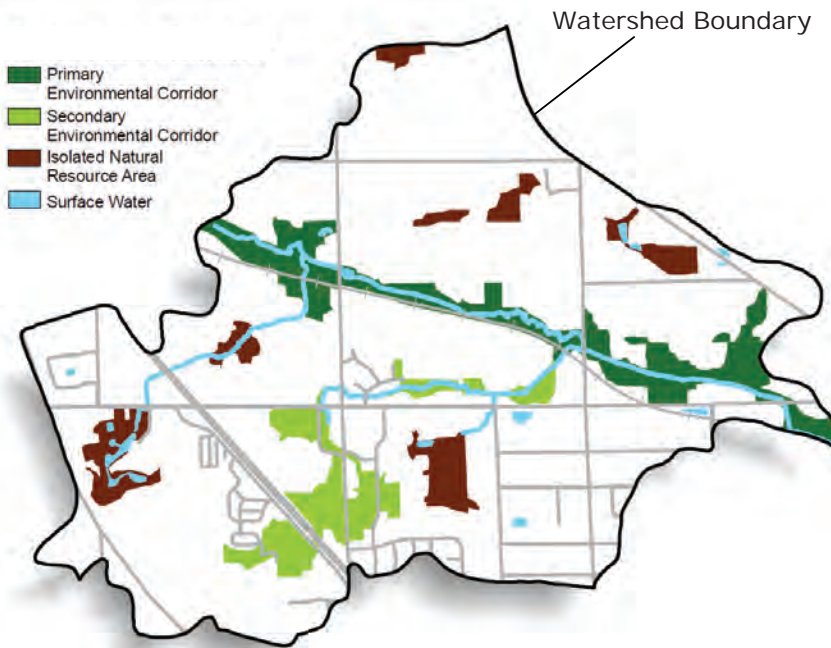 Watershed Boundary
Primary
Environmental Corridor
Secondary
Environmental Corridor
Isolated Natural
Resource Area
Surface Water